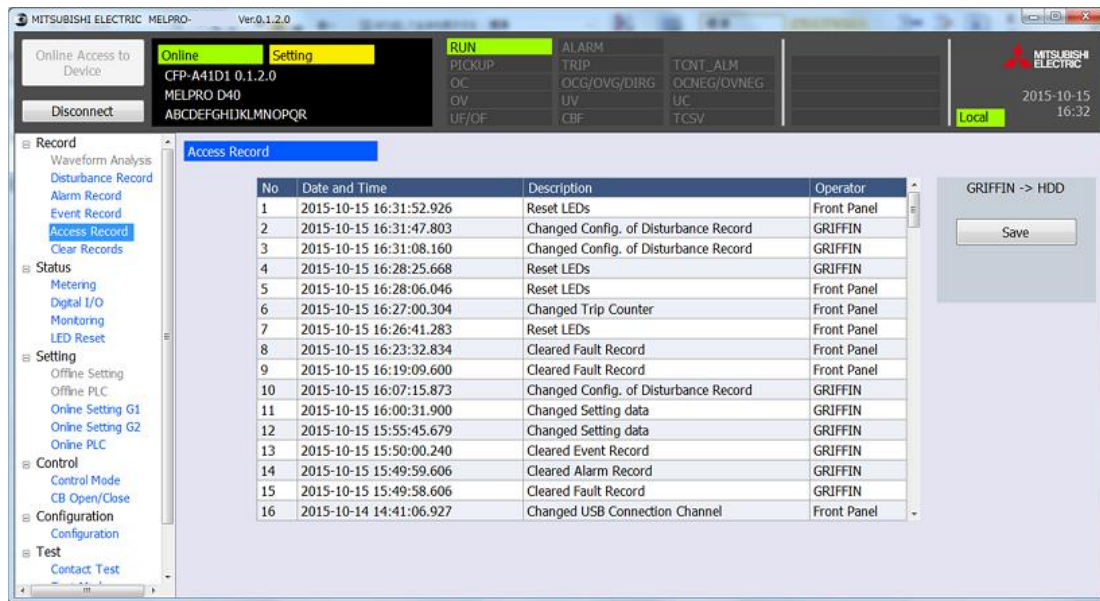 MITSUBISHI ELECTRIC MELPRO- Ver.0.1.2.0
Online Access to
Device
Disconnect
Online Setting
CFP-A41D1 0.1.2.0
MELPRO D40
ABCDEFGHIJKLMNOPQR
RUN ALARM
PICKUP TRIP TCNT_ALM
OC OCG/OVG/DIRG OCNEG/OVNEG
OV UV UC
UF/OF CBF TCSV
MITSUBISHI
ELECTRIC
2015-10-15
16:32
Local
Record
Waveform Analysis
Disturbance Record
Alarm Record
Event Record
Access Record
Clear Records
Status
Metering
Digital I/O
Monitoring
LED Reset
Setting
Offline Setting
Offline PLC
Online Setting G1
Online Setting G2
Online PLC
Control
Control Mode
CB Open/Close
Configuration
Configuration
Test
Contact Test
Access Record
No Date and Time Description Operator
1 2015-10-15 16:31:52.926 Reset LEDs Front Panel
2 2015-10-15 16:31:47.803 Changed Config. of Disturbance Record GRIFFIN
3 2015-10-15 16:31:08.160 Changed Config. of Disturbance Record GRIFFIN
4 2015-10-15 16:28:25.668 Reset LEDs GRIFFIN
5 2015-10-15 16:28:06.046 Reset LEDs Front Panel
6 2015-10-15 16:27:00.304 Changed Trip Counter Front Panel
7 2015-10-15 16:26:41.283 Reset LEDs Front Panel
8 2015-10-15 16:23:32.834 Cleared Fault Record Front Panel
9 2015-10-15 16:19:09.600 Cleared Fault Record Front Panel
10 2015-10-15 16:07:15.873 Changed Config. of Disturbance Record GRIFFIN
11 2015-10-15 16:00:31.900 Changed Setting data GRIFFIN
12 2015-10-15 15:55:45.679 Changed Setting data GRIFFIN
13 2015-10-15 15:50:00.240 Cleared Event Record GRIFFIN
14 2015-10-15 15:49:59.606 Cleared Alarm Record GRIFFIN
15 2015-10-15 15:49:58.606 Cleared Fault Record GRIFFIN
16 2015-10-14 14:41:06.927 Changed USB Connection Channel Front Panel
GRIFFIN -> HDD
Save